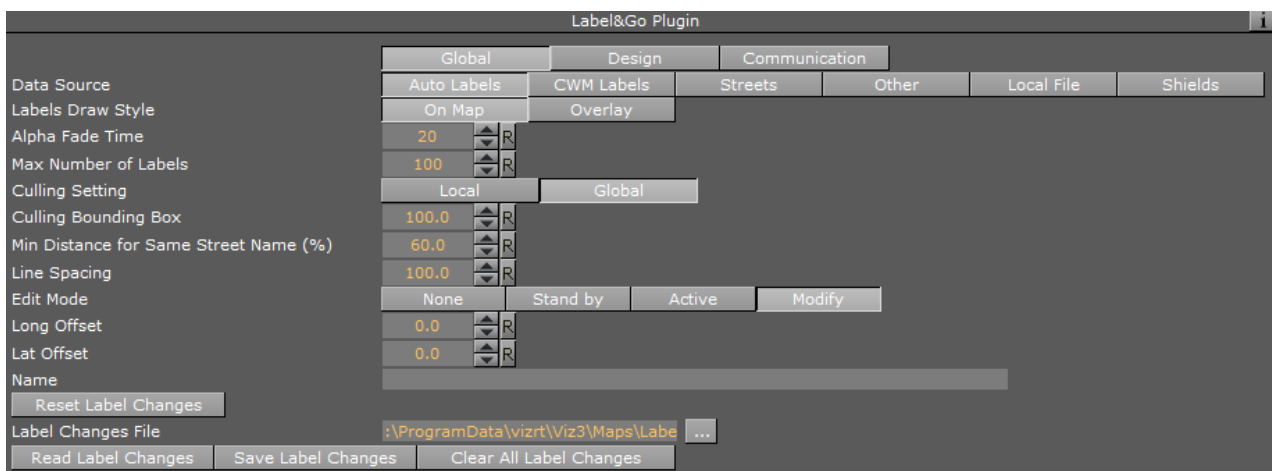 Label&Go Plugin i
Global Design Communication
Data Source Auto Labels CWM Labels Streets Other Local File Shields
Labels Draw Style On Map Overlay
Alpha Fade Time 20 R
Max Number of Labels 100 R
Culling Setting Local Global
Culling Bounding Box 100.0 R
Min Distance for Same Street Name (%) 60.0 R
Line Spacing 100.0 R
Edit Mode None Stand by Active Modify
Long Offset 0.0 R
Lat Offset 0.0 R
Name
Reset Label Changes
Label Changes File :\ProgramData\vizrt\Viz3\Maps\Labe ...
Read Label Changes Save Label Changes Clear All Label Changes